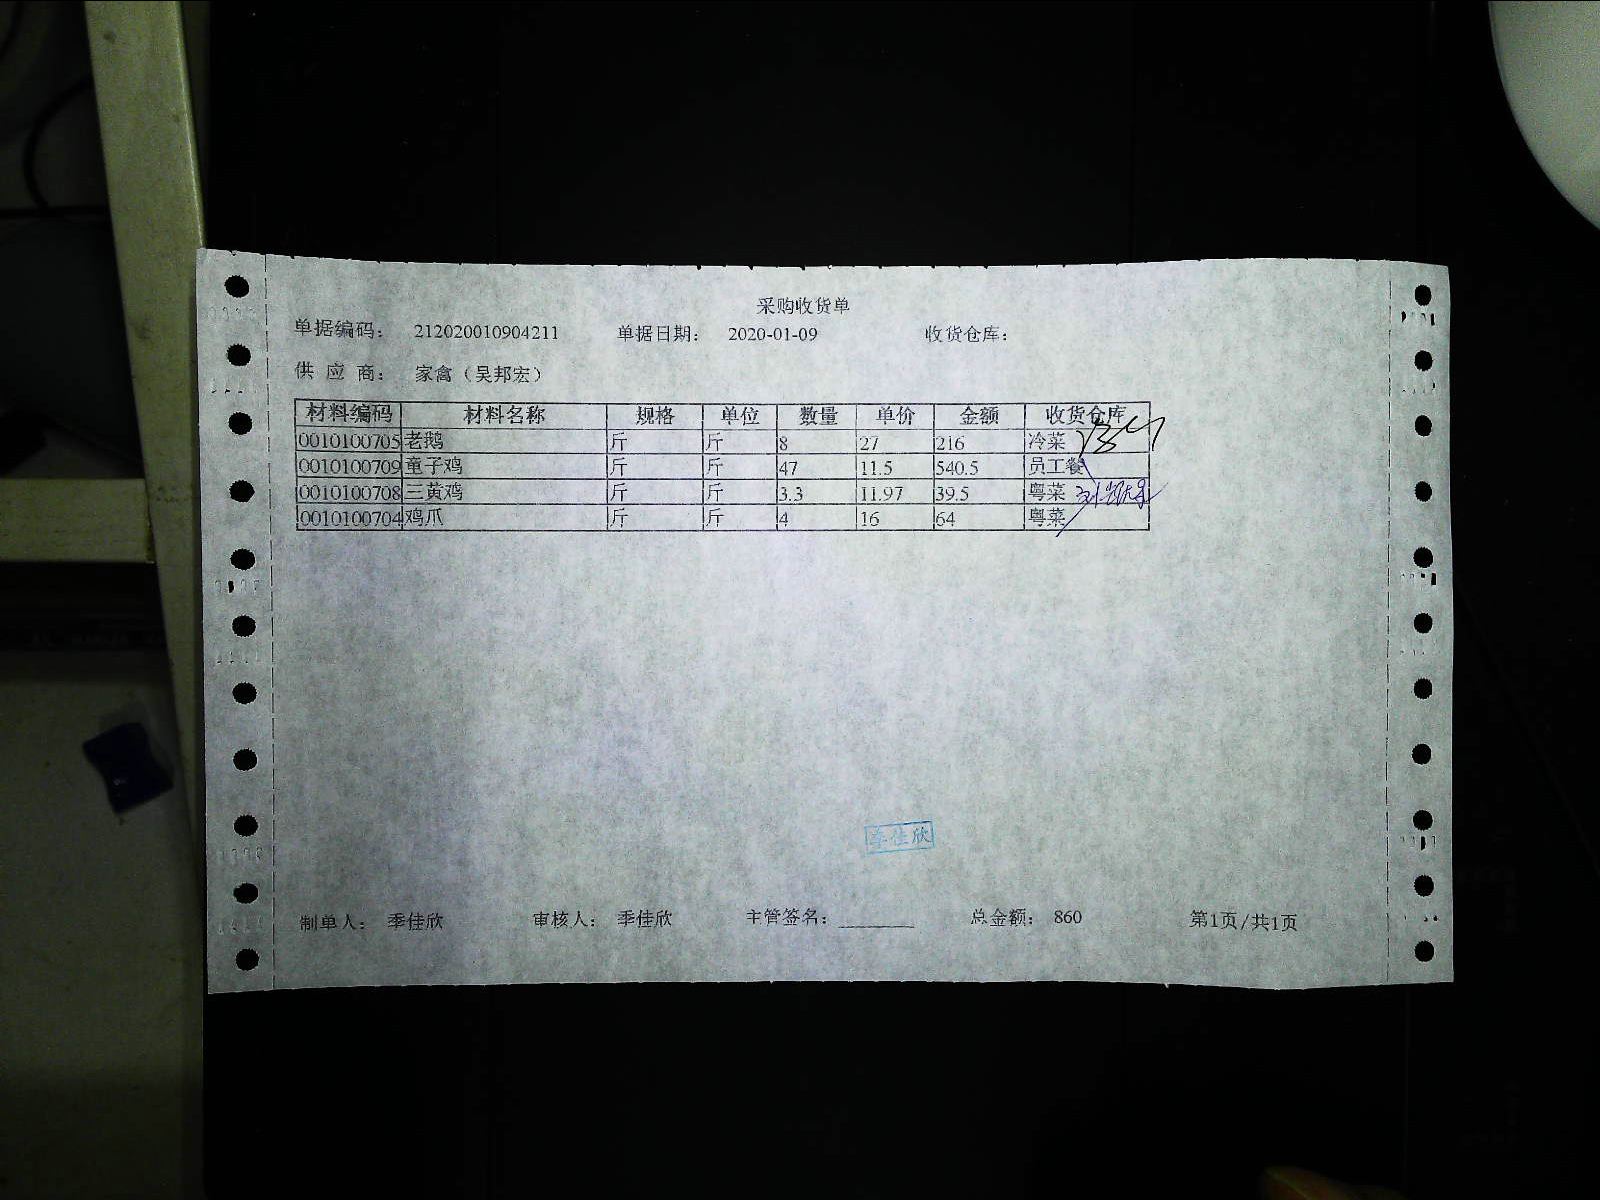 采购收货单
单据编码： 212020010904211 单据日期： 2020-01-09 收货仓库：
供 应 商： 家禽（吴邦宏）
材料编码 材料名称 规格 单位 数量 单价 金额 收货仓库
0010100705 老鹅 斤 斤 8 27 216 冷菜
0010100709 童子鸡 斤 斤 47 11.5 540.5 员工餐
0010100708 三黄鸡 斤 斤 3.3 11.97 39.5 粤菜
0010100704 鸡爪 斤 斤 4 16 64 粤菜
季佳欣
制单人： 季佳欣 审核人： 季佳欣 主管签名： 总金额： 860 第1页/共1页